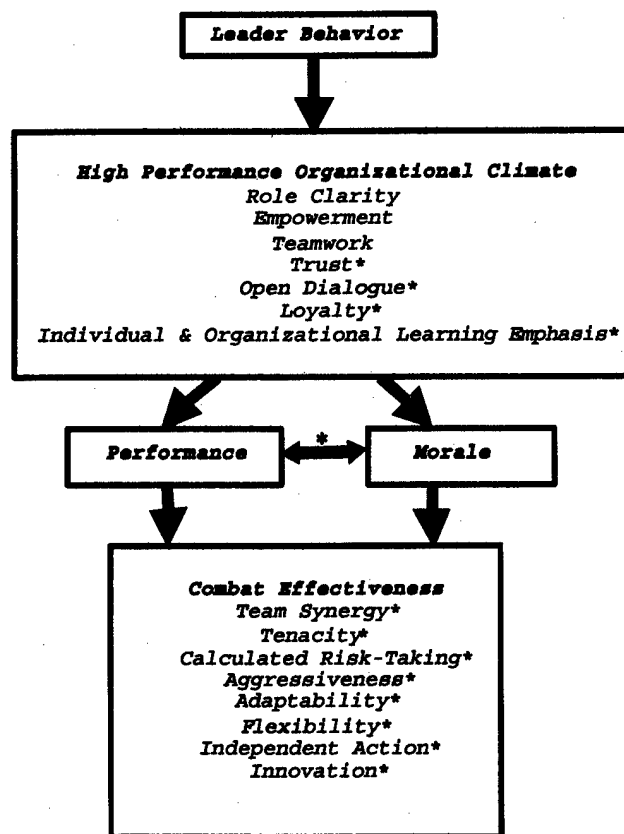 Leader Behavior
High Performance Organizational Climate
Role Clarity
Empowerment
Teamwork
Trust*
Open Dialogue*
Loyalty*
Individual & Organizational Learning Emphasis*
*
Performance
Morale
Combat Effectiveness
Team Synergy*
Tenacity*
Calculated Risk-Taking*
Aggressiveness*
Adaptability*
Flexibility*
Independent Action*
Innovation*